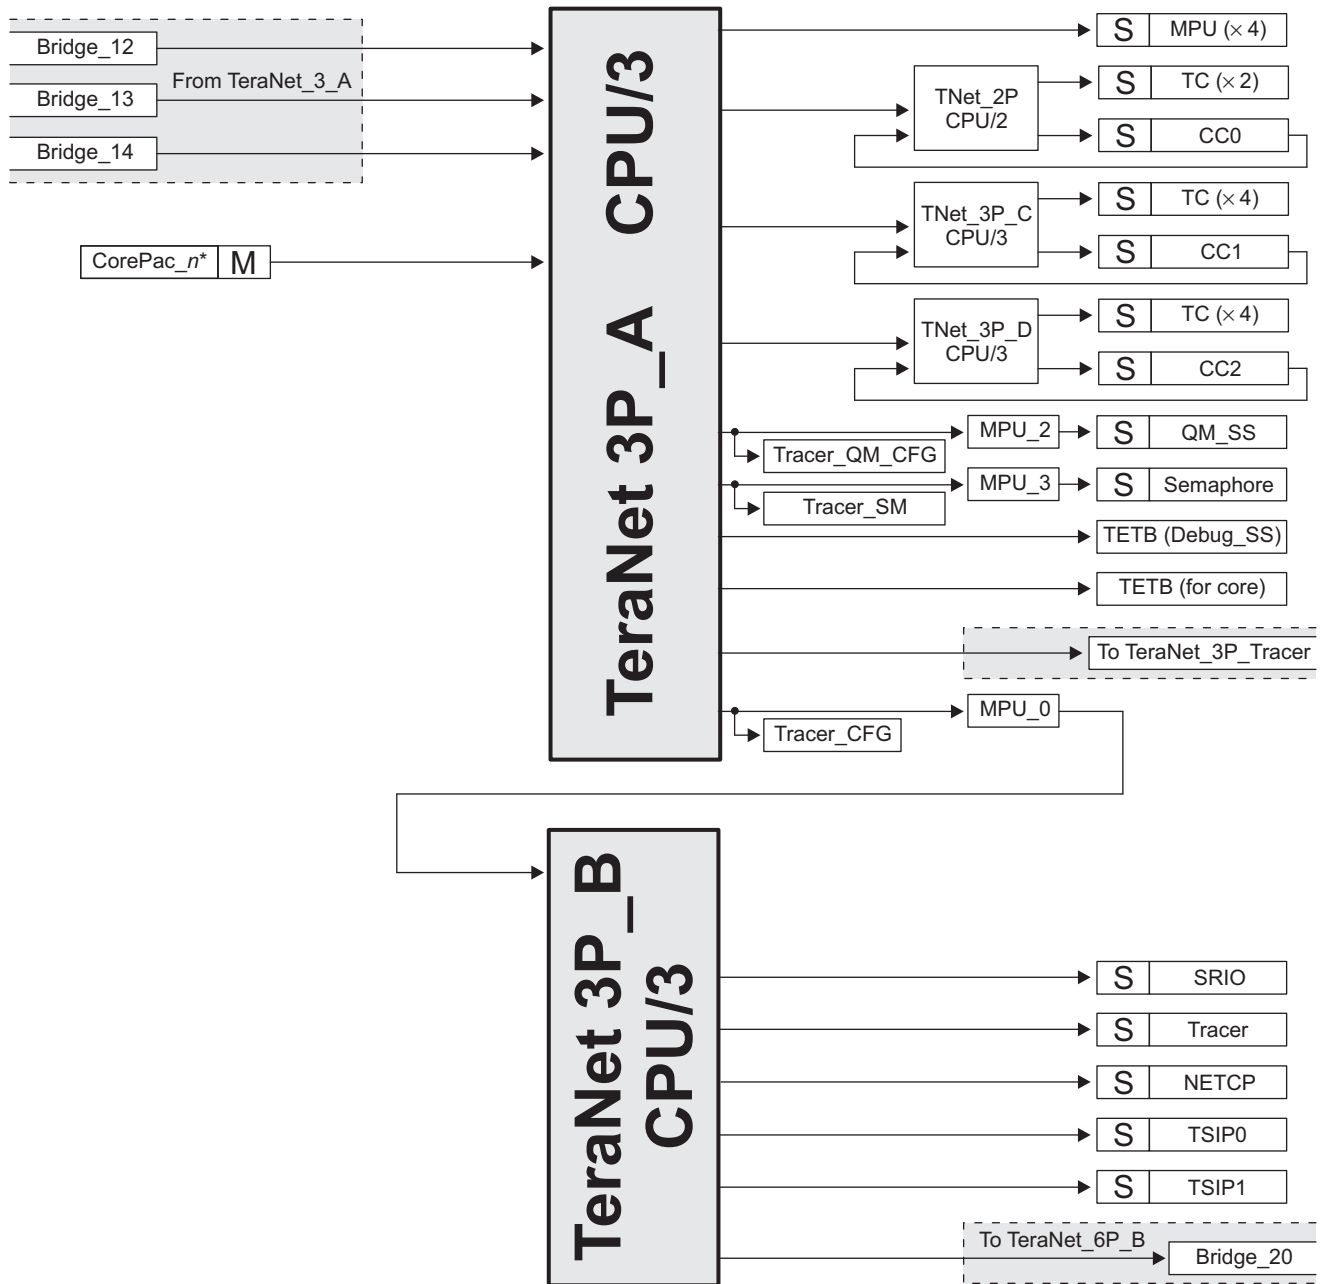 Bridge_12
From TeraNet_3_A
Bridge_13
Bridge_14
CorePac_n* M
TeraNet 3P_A CPU/3
S MPU (× 4)
TNet_2P
CPU/2
S TC (× 2)
S CC0
TNet_3P_C
CPU/3
S TC (× 4)
S CC1
TNet_3P_D
CPU/3
S TC (× 4)
S CC2
MPU_2
S QM_SS
Tracer_QM_CFG
MPU_3
S Semaphore
Tracer_SM
TETB (Debug_SS)
TETB (for core)
To TeraNet_3P_Tracer
MPU_0
Tracer_CFG
TeraNet 3P_B
CPU/3
S SRIO
S Tracer
S NETCP
S TSIP0
S TSIP1
To TeraNet_6P_B
Bridge_20